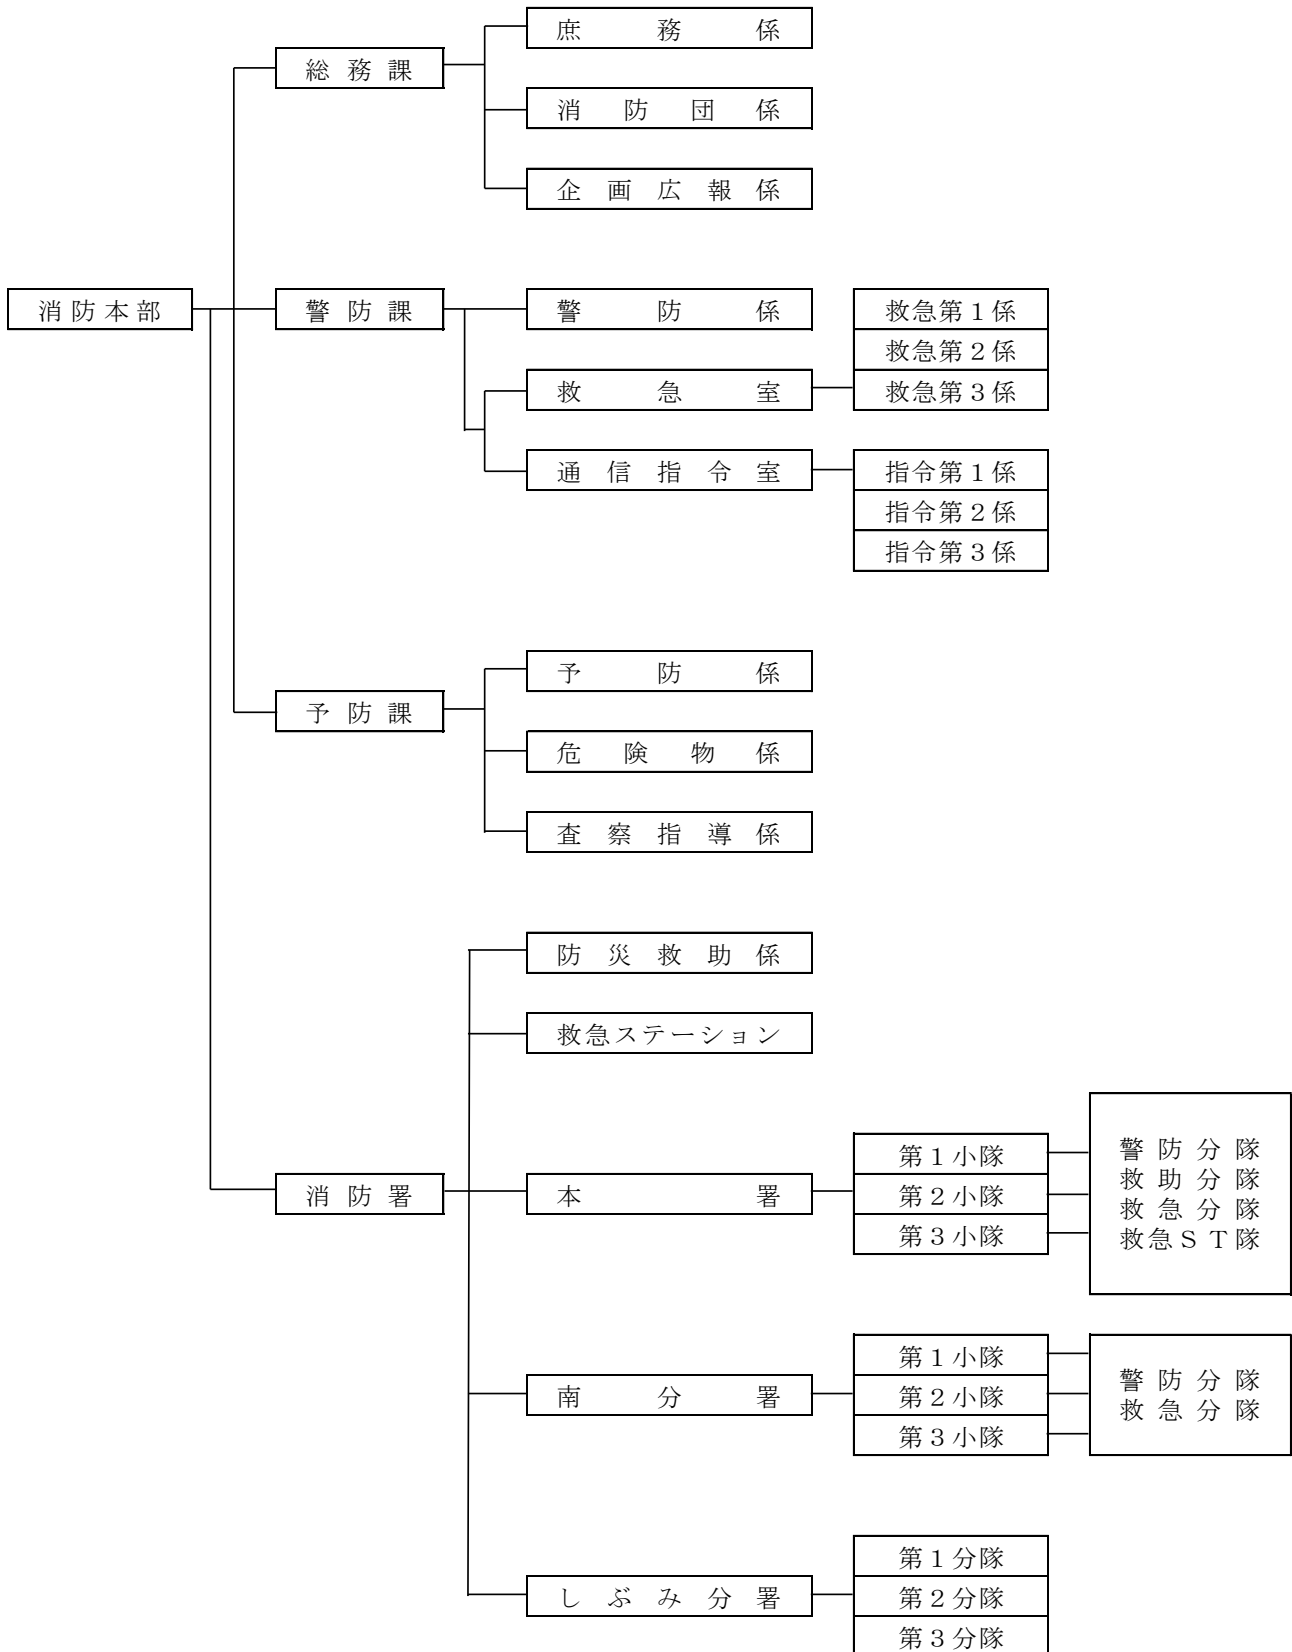 庶務係
総務課
消防団係
企画広報係
消防本部
警防課
警防係
救急第１係
救急第２係
救急室
救急第３係
通信指令室
指令第１係
指令第２係
指令第３係
予防係
予防課
危険物係
査察指導係
防災救助係
救急ステーション
消防署
本署
第１小隊
第２小隊
第３小隊
警防分隊
救助分隊
救急分隊
救急ＳＴ隊
南分署
第１小隊
第２小隊
第３小隊
警防分隊
救急分隊
しぶみ分署
第１分隊
第２分隊
第３分隊